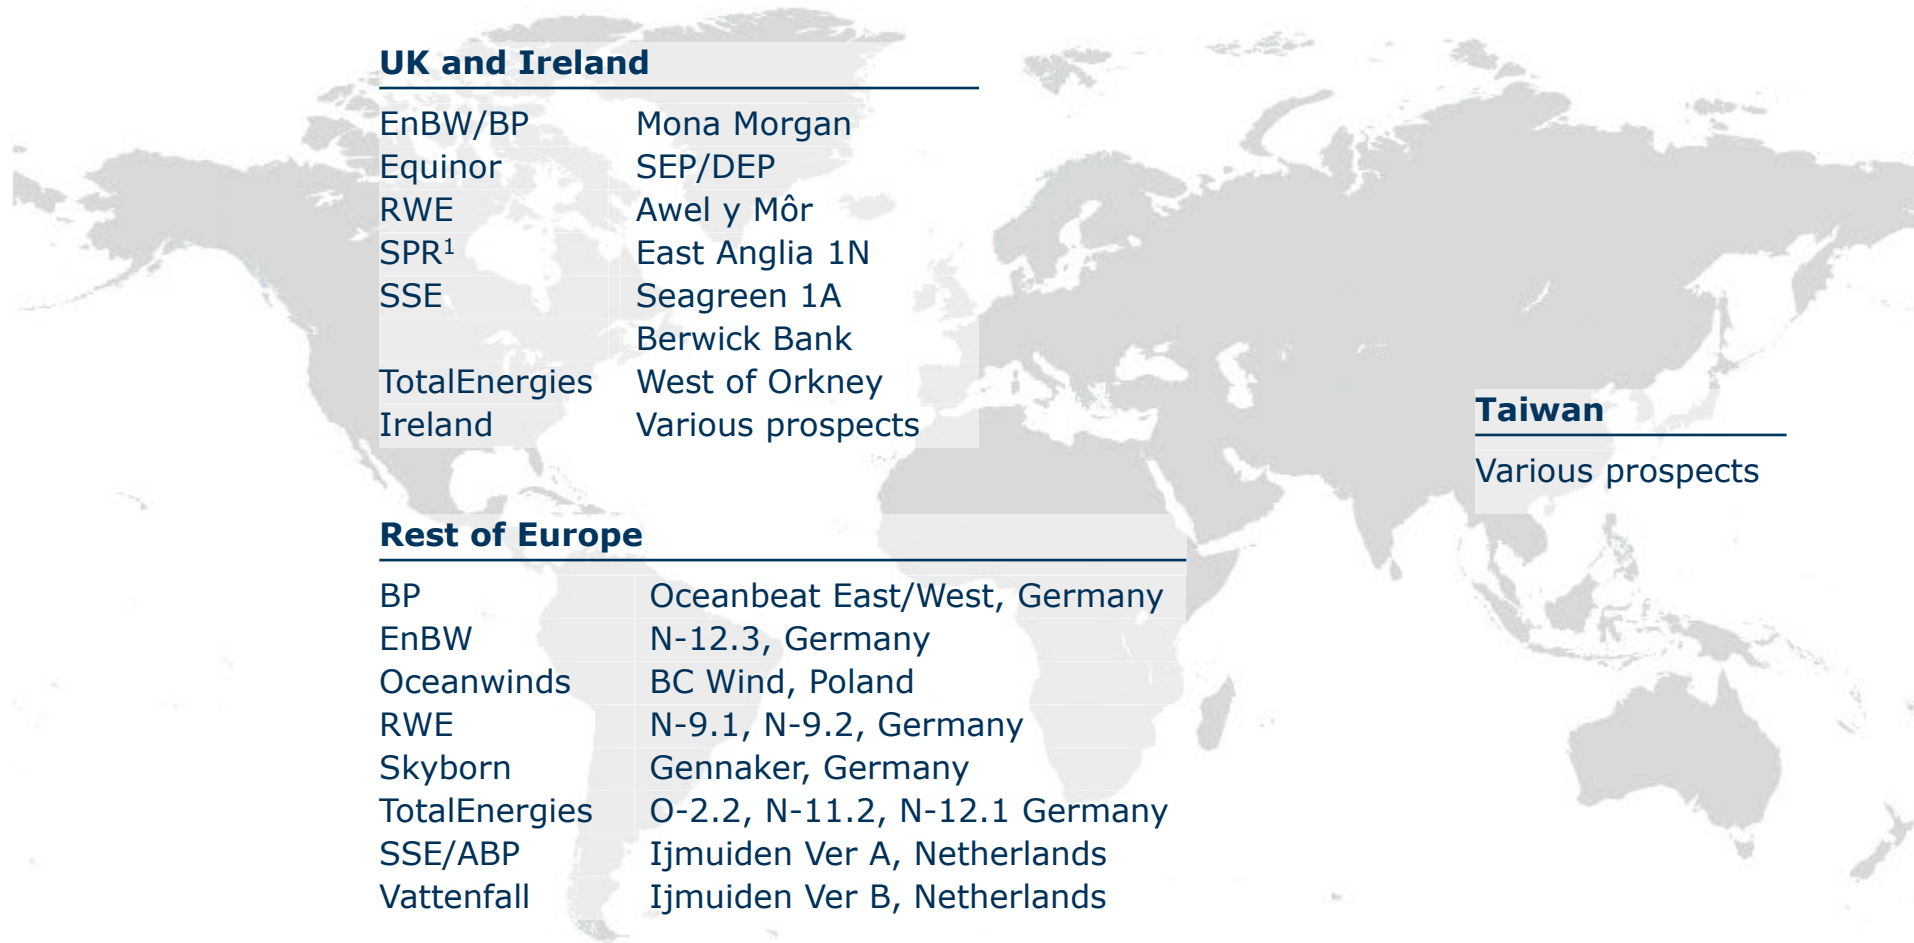 UK and Ireland
EnBW/BP Mona Morgan
Equinor SEP/DEP
RWE Awel y Môr
SPR¹ East Anglia 1N
SSE Seagreen 1A
Berwick Bank
TotalEnergies West of Orkney
Ireland Various prospects
Taiwan
Various prospects
Rest of Europe
BP Oceanbeat East/West, Germany
EnBW N-12.3, Germany
Oceanwinds BC Wind, Poland
RWE N-9.1, N-9.2, Germany
Skyborn Gennaker, Germany
TotalEnergies O-2.2, N-11.2, N-12.1 Germany
SSE/ABP Ijmuiden Ver A, Netherlands
Vattenfall Ijmuiden Ver B, Netherlands